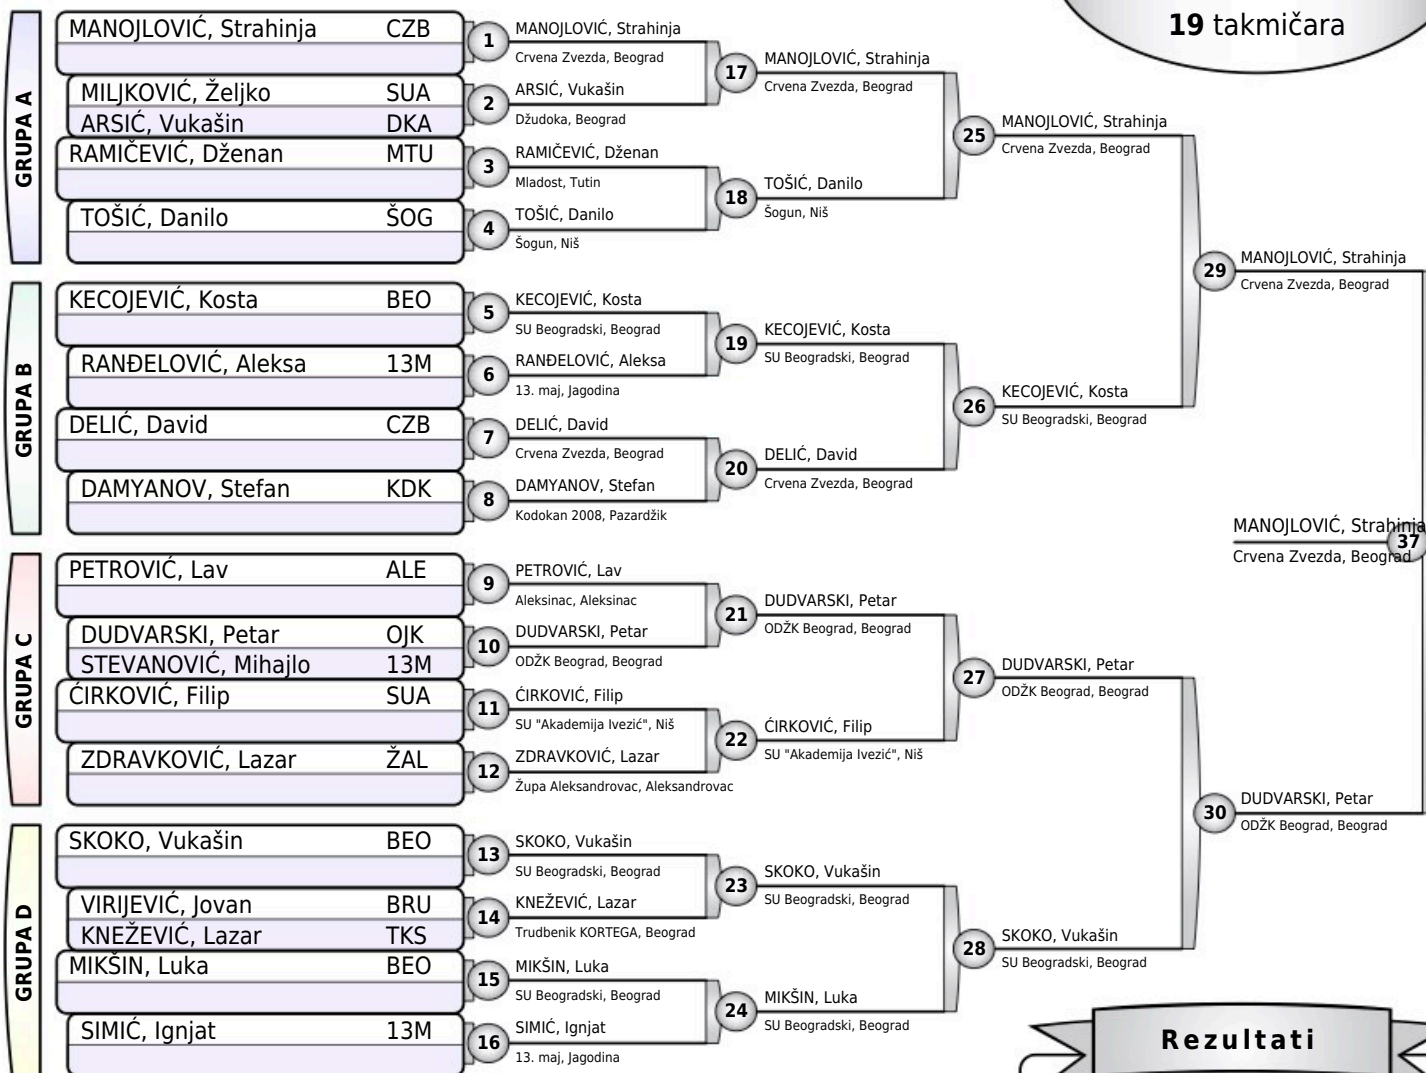 19 takmičara
GRUPA A
MANOJLOVIĆ, Strahinja CZB
MILJKOVIĆ, Željko SUA
ARSIĆ, Vukašin DKA
RAMIČEVIĆ, Dženan MTU
TOŠIĆ, Danilo ŠOG
GRUPA B
KECOJEVIĆ, Kosta BEO
RANĐELOVIĆ, Aleksa 13M
DELIĆ, David CZB
DAMYANOV, Stefan KDK
GRUPA C
PETROVIĆ, Lav ALE
DUDVARSKI, Petar OJK
STEVANOVIĆ, Mihajlo 13M
ĆIRKOVIĆ, Filip SUA
ZDRAVKOVIĆ, Lazar ŽAL
GRUPA D
SKOKO, Vukašin BEO
VIRIJEVIĆ, Jovan BRU
KNEŽEVIĆ, Lazar TKS
MIKŠIN, Luka BEO
SIMIĆ, Ignjat 13M
1 MANOJLOVIĆ, Strahinja
Crvena Zvezda, Beograd
2 ARSIĆ, Vukašin
Džudoka, Beograd
3 RAMIČEVIĆ, Dženan
Mladost, Tutin
4 TOŠIĆ, Danilo
Šogun, Niš
5 KECOJEVIĆ, Kosta
SU Beogradski, Beograd
6 RANĐELOVIĆ, Aleksa
13. maj, Jagodina
7 DELIĆ, David
Crvena Zvezda, Beograd
8 DAMYANOV, Stefan
Kodokan 2008, Pazardžik
9 PETROVIĆ, Lav
Aleksinac, Aleksinac
10 DUDVARSKI, Petar
ODŽK Beograd, Beograd
11 ĆIRKOVIĆ, Filip
SU "Akademija Ivezić", Niš
12 ZDRAVKOVIĆ, Lazar
Župa Aleksandrovac, Aleksandrovac
13 SKOKO, Vukašin
SU Beogradski, Beograd
14 KNEŽEVIĆ, Lazar
Trudbenik KORTEGA, Beograd
15 MIKŠIN, Luka
SU Beogradski, Beograd
16 SIMIĆ, Ignjat
13. maj, Jagodina
17 MANOJLOVIĆ, Strahinja
Crvena Zvezda, Beograd
18 TOŠIĆ, Danilo
Šogun, Niš
19 KECOJEVIĆ, Kosta
SU Beogradski, Beograd
20 DELIĆ, David
Crvena Zvezda, Beograd
21 DUDVARSKI, Petar
ODŽK Beograd, Beograd
22 ĆIRKOVIĆ, Filip
SU "Akademija Ivezić", Niš
23 SKOKO, Vukašin
SU Beogradski, Beograd
24 MIKŠIN, Luka
SU Beogradski, Beograd
25 MANOJLOVIĆ, Strahinja
Crvena Zvezda, Beograd
26 KECOJEVIĆ, Kosta
SU Beogradski, Beograd
27 DUDVARSKI, Petar
ODŽK Beograd, Beograd
28 SKOKO, Vukašin
SU Beogradski, Beograd
29 MANOJLOVIĆ, Strahinja
Crvena Zvezda, Beograd
30 DUDVARSKI, Petar
ODŽK Beograd, Beograd
MANOJLOVIĆ, Strahinja
37
Crvena Zvezda, Beograd
Rezultati